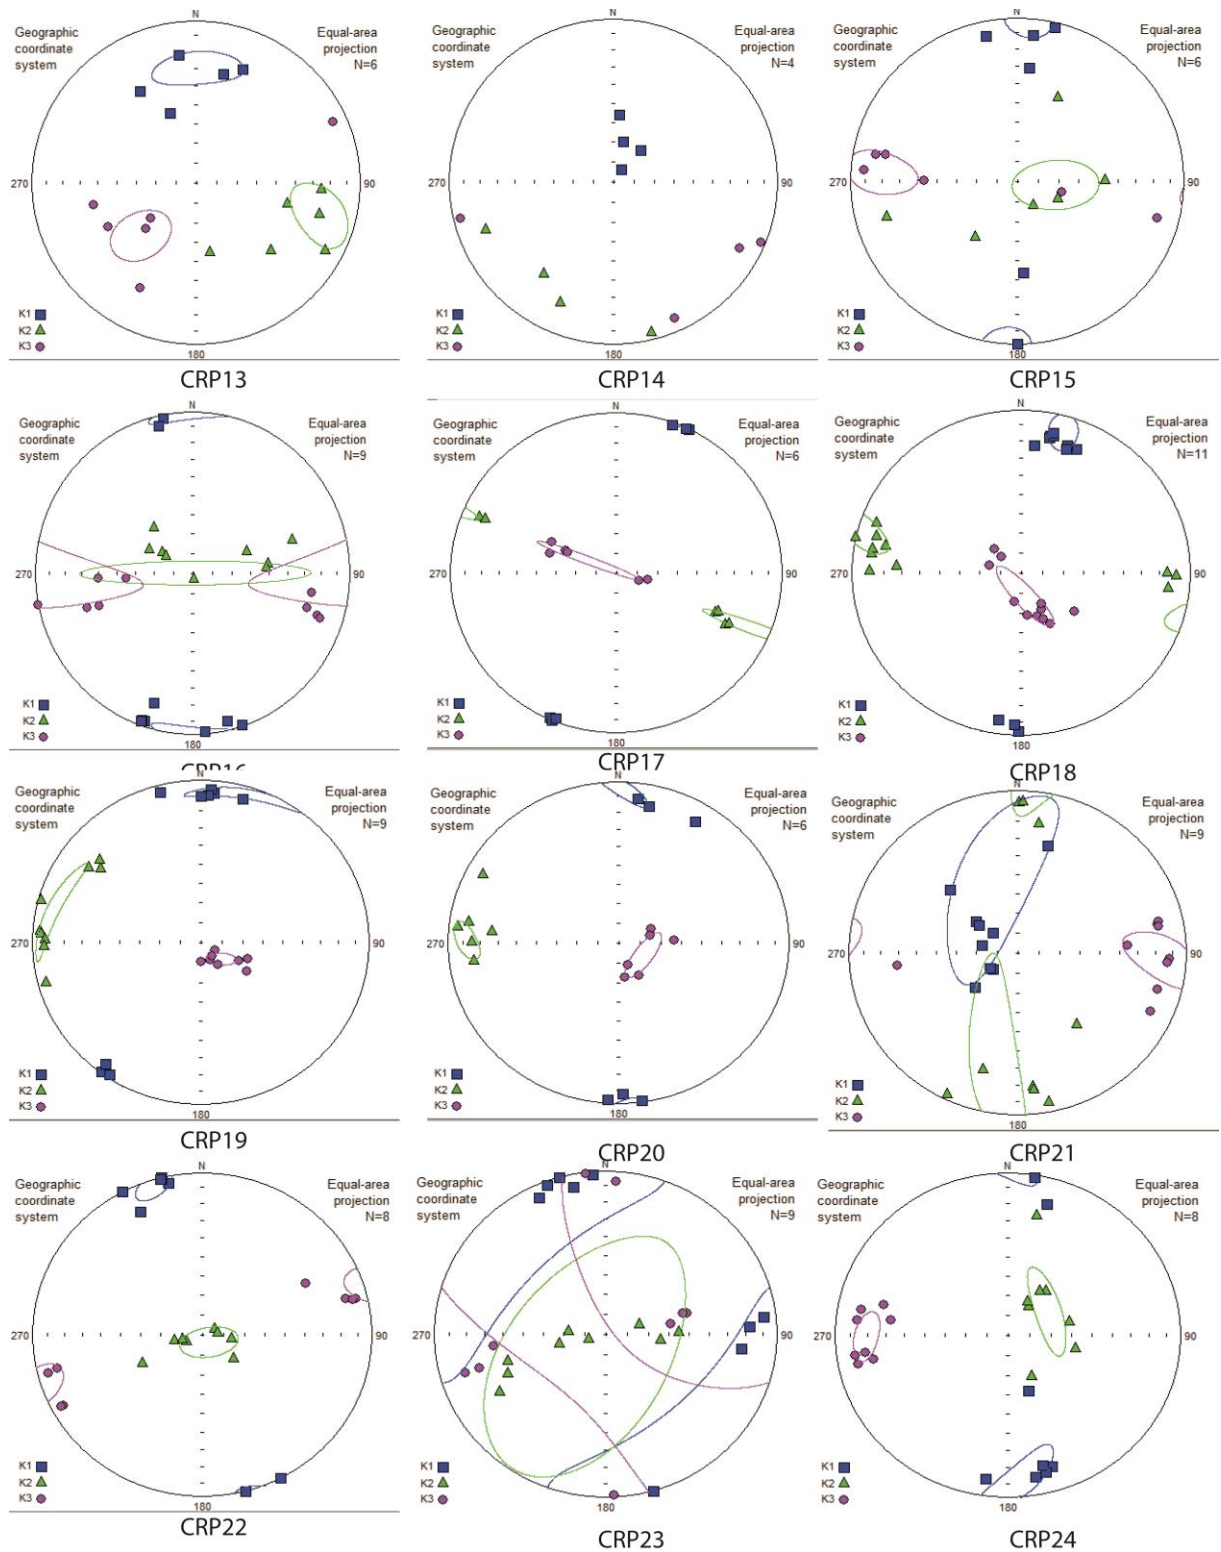 N
Geographic
coordinate
system
Equal-area
projection
N=6
270
90
K1
K2
K3
180
CRP13
N
Geographic
coordinate
system
Equal-area
projection
N=4
270
90
K1
K2
K3
180
CRP14
N
Geographic
coordinate
system
Equal-area
projection
N=6
270
90
K1
K2
K3
180
CRP15
N
Geographic
coordinate
system
Equal-area
projection
N=9
270
90
K1
K2
K3
180
CRP16
N
Geographic
coordinate
system
Equal-area
projection
N=6
270
90
K1
K2
K3
180
CRP17
N
Geographic
coordinate
system
Equal-area
projection
N=11
270
90
K1
K2
K3
180
CRP18
N
Geographic
coordinate
system
Equal-area
projection
N=9
270
90
K1
K2
K3
180
CRP19
N
Geographic
coordinate
system
Equal-area
projection
N=6
270
90
K1
K2
K3
180
CRP20
N
Geographic
coordinate
system
Equal-area
projection
N=9
270
90
K1
K2
K3
180
CRP21
N
Geographic
coordinate
system
Equal-area
projection
N=8
270
90
K1
K2
K3
180
CRP22
N
Geographic
coordinate
system
Equal-area
projection
N=9
270
90
K1
K2
K3
180
CRP23
N
Geographic
coordinate
system
Equal-area
projection
N=8
270
90
K1
K2
K3
180
CRP24